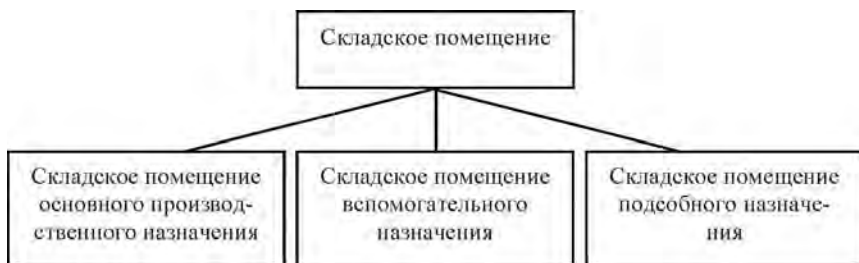 Складское помещение
Складское помещение
основного производ-
ственного назначения
Складское помещение
вспомогательного
назначения
Складское помещение
подсобного назначе-
ния